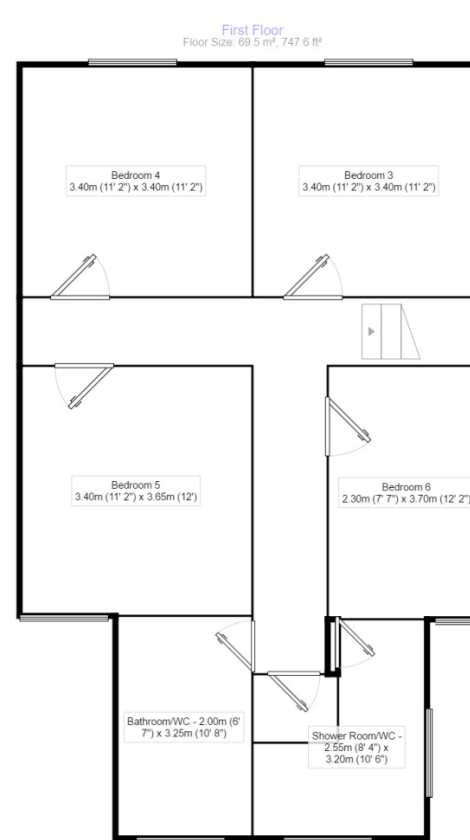 First Floor
Floor Size: 69.5 m², 747.6 ft²
Bedroom 4
3.40m (11' 2") x 3.40m (11' 2")
Bedroom 3
3.40m (11' 2") x 3.40m (11' 2")
Bedroom 5
3.40m (11' 2") x 3.65m (12')
Bedroom 6
2.30m (7' 7") x 3.70m (12' 2")
Bathroom/WC - 2.00m (6'
7") x 3.25m (10' 8")
Shower Room/WC -
2.55m (8' 4") x
3.20m (10' 6")